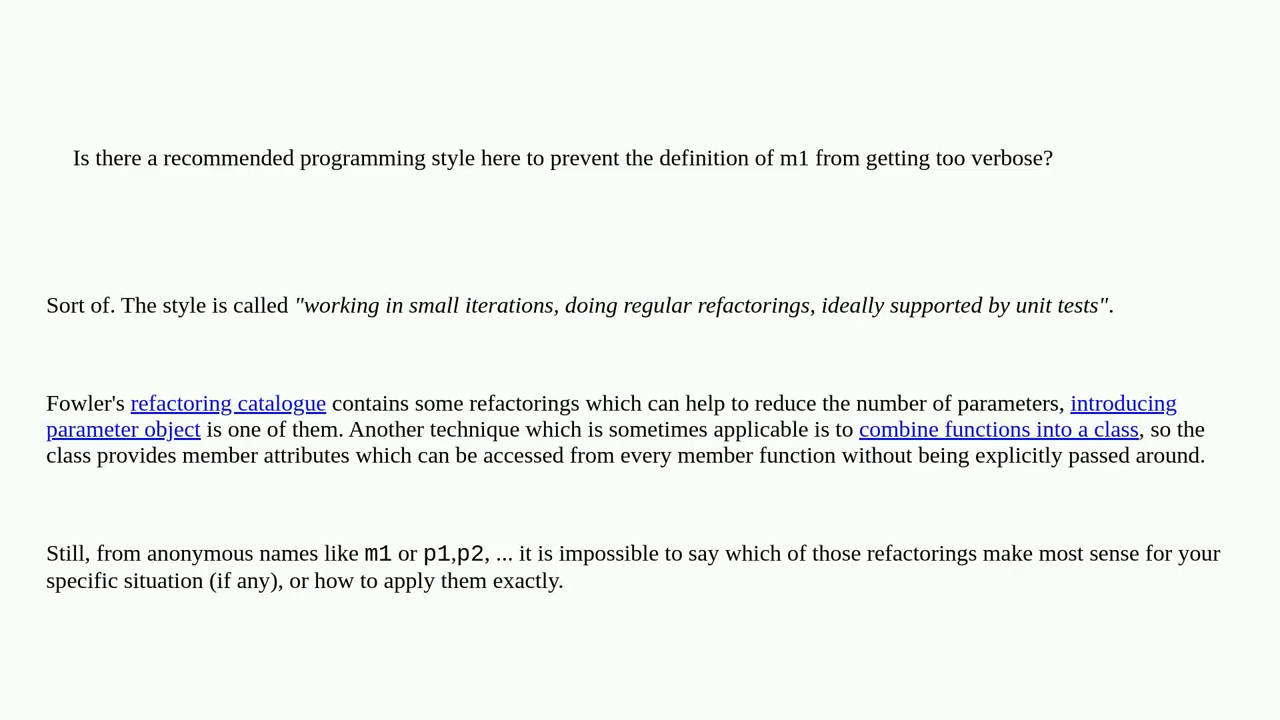 Is there a recommended programming style here to prevent the definition of m1 from getting too verbose?
Sort of. The style is called "working in small iterations, doing regular refactorings, ideally supported by unit tests".
Fowler's refactoring catalogue contains some refactorings which can help to reduce the number of parameters, introducing
parameter object is one of them. Another technique which is sometimes applicable is to combine functions into a class, so the
class provides member attributes which can be accessed from every member function without being explicitly passed around.
Still, from anonymous names like m1 or p1,p2, ... it is impossible to say which of those refactorings make most sense for your
specific situation (if any), or how to apply them exactly.